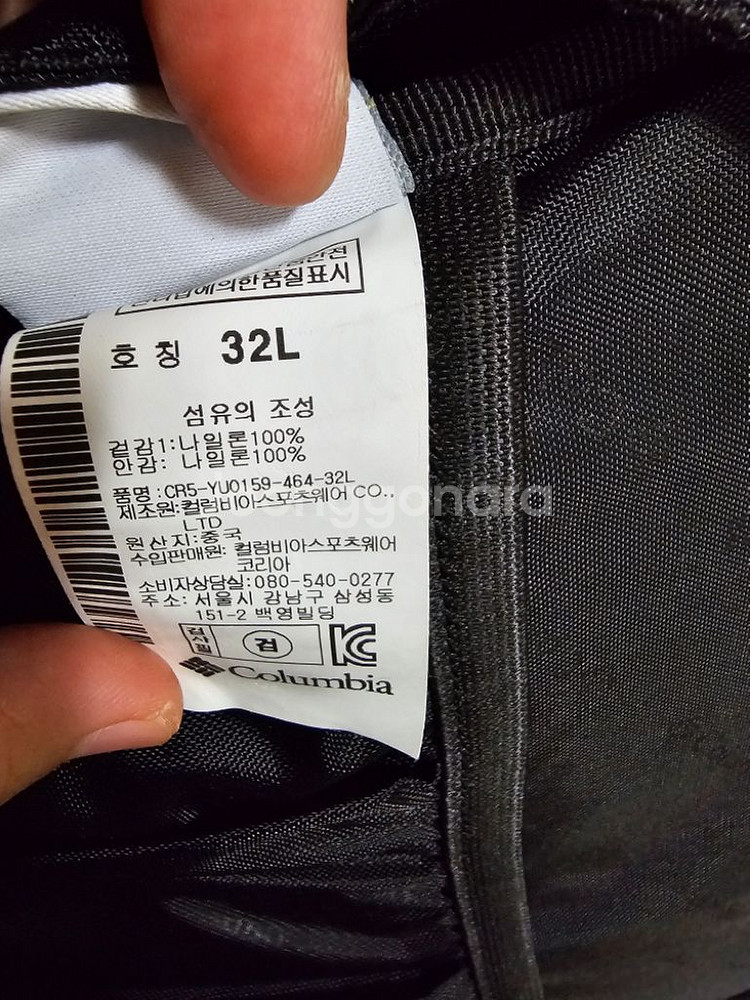 품질표시
호칭 32L
섬유의 조성
겉감1:나일론100%
안감: 나일론100%
품명:CR5-YU0159-464-32L
제조원:컬럼비아스포츠웨어 CO.,
LTD
원산지:중국
수입판매원: 컬럼비아스포츠웨어
코리아
소비자상담실:080-540-0277
주소: 서울시 강남구 삼성동
151-2 백영빌딩
검사필 검 KC
Columbia